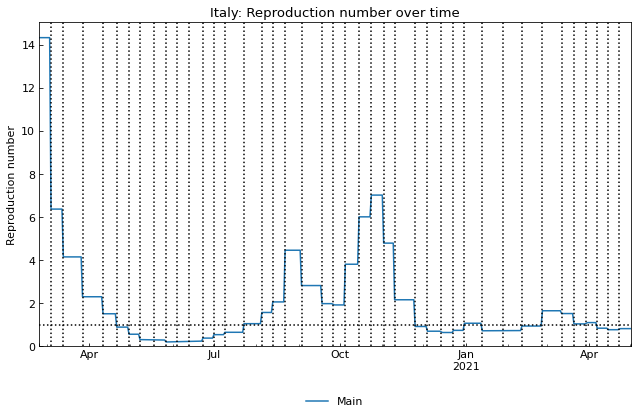 Italy: Reproduction number over time
Reproduction number
14
12
10
8
6
4
2
0
Apr
Jul
Oct
Jan
2021
Apr
Main